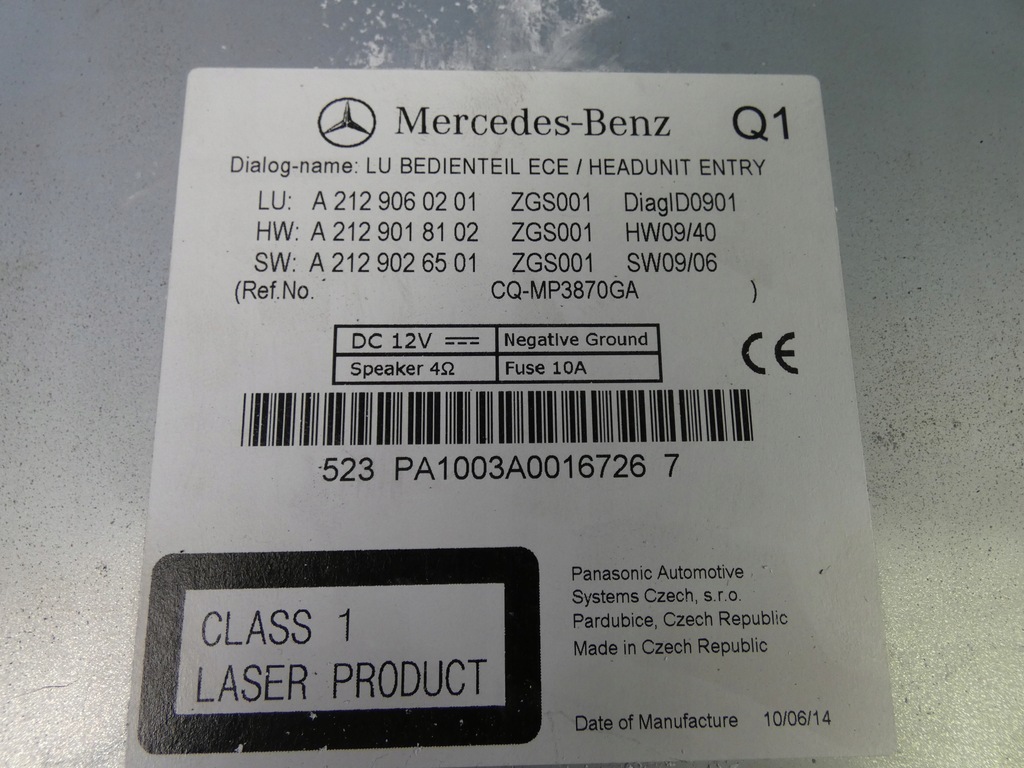 Mercedes-Benz Q1
Dialog-name: LU BEDIENTEIL ECE / HEADUNIT ENTRY
LU: A 212 906 02 01 ZGS001 DiagID0901
HW: A 212 901 81 02 ZGS001 HW09/40
SW: A 212 902 65 01 ZGS001 SW09/06
(Ref.No. CQ-MP3870GA )
DC 12V Negative Ground
Speaker 4Ω Fuse 10A
CE
523 PA1003A0016726 7
CLASS 1
LASER PRODUCT
Panasonic Automotive
Systems Czech, s.r.o.
Pardubice, Czech Republic
Made in Czech Republic
Date of Manufacture 10/06/14